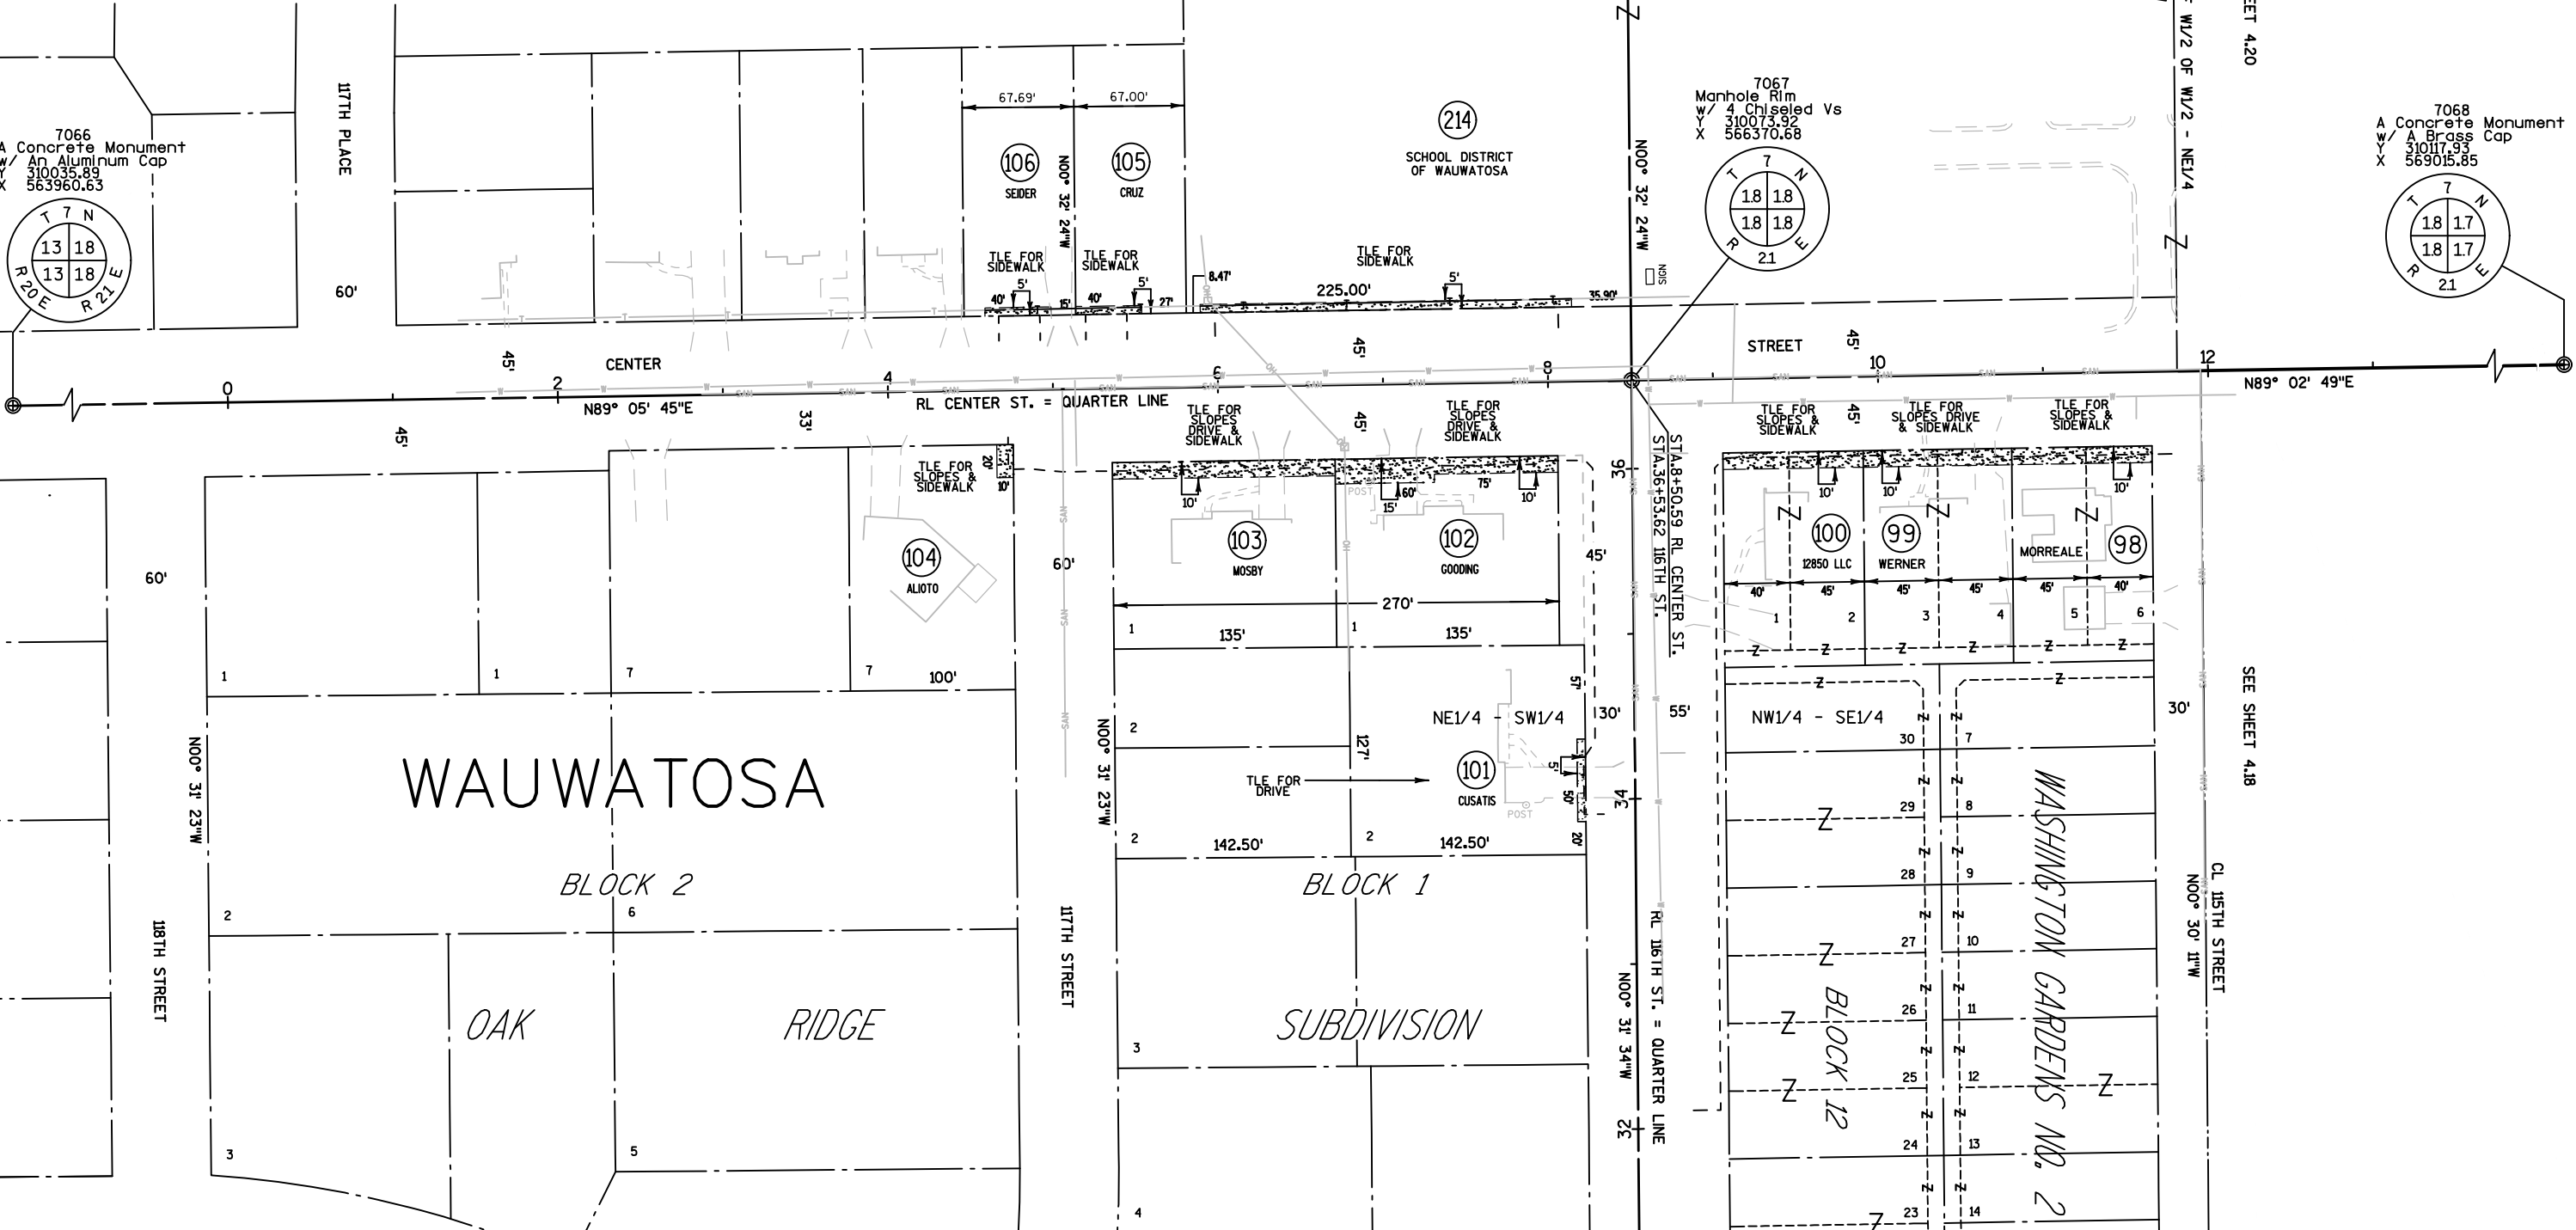 7066
A Concrete Monument
w/ An Aluminum Cap
Y 310035.89
X 563960.63
T 7 N
13 18
13 18
R 20 E
R 21 E
117TH PLACE
60'
67.69'
67.00'
106
SEIDER
N00° 32' 24"W
105
CRUZ
TLE FOR
SIDEWALK
TLE FOR
SIDEWALK
5'
40'
15'
5'
40'
27'
8.47'
214
SCHOOL DISTRICT
OF WAUWATOSA
TLE FOR
SIDEWALK
5'
225.00'
35.90'
Z
N00° 32' 24"W
SIGN
7067
Manhole Rim
w/ 4 Chiseled Vs
Y 310073.92
X 566370.68
T 7 N
1.8 1.8
1.8 1.8
R 21 E
W1/2 OF W1/2 - NE1/4
Z
4.20
7068
A Concrete Monument
w/ A Brass Cap
Y 310117.93
X 569015.85
T 7 N
1.8 1.7
1.8 1.7
R 21 E
45'
CENTER
45'
STREET
45'
0
2
4
6
8
10
12
N89° 05' 45"E
RL CENTER ST. = QUARTER LINE
N89° 02' 49"E
45'
33'
45'
45'
TLE FOR
SLOPES &
SIDEWALK
20'
10'
TLE FOR
SLOPES
DRIVE &
SIDEWALK
TLE FOR
SLOPES
DRIVE &
SIDEWALK
TLE FOR
SLOPES &
SIDEWALK
TLE FOR
SLOPES DRIVE
& SIDEWALK
TLE FOR
SLOPES &
SIDEWALK
10'
15'
60'
75'
10'
10'
10'
10'
POST
104
ALIOTO
103
MOSBY
102
GOODING
36
STA.8+50.59 RL CENTER ST.
STA.36+53.62 116TH ST.
100
12850 LLC
99
WERNER
MORREALE
98
60'
60'
45'
270'
135'
135'
40'
45'
45'
45'
45'
40'
1
2
3
4
5
6
1
1
7
7
100'
1
1
57'
30'
55'
NE1/4 - SW1/4
NW1/4 - SE1/4
30'
SEE SHEET 4.18
N00° 31' 23"W
WAUWATOSA
N00° 31' 23"W
2
127'
TLE FOR
DRIVE
101
CUSATIS
5'
50'
20'
POST
34
2
2
142.50'
142.50'
BLOCK 2
BLOCK 1
2
6
118TH STREET
117TH STREET
OAK
RIDGE
SUBDIVISION
3
5
3
4
RL 116TH ST. = QUARTER LINE
N00° 31' 34"W
32
30
7
29
8
28
9
27
10
26
11
25
12
24
13
23
14
BLOCK 12
WASHINGTON GARDENS NO. 2
CL 115TH STREET
N00° 30' 11"W